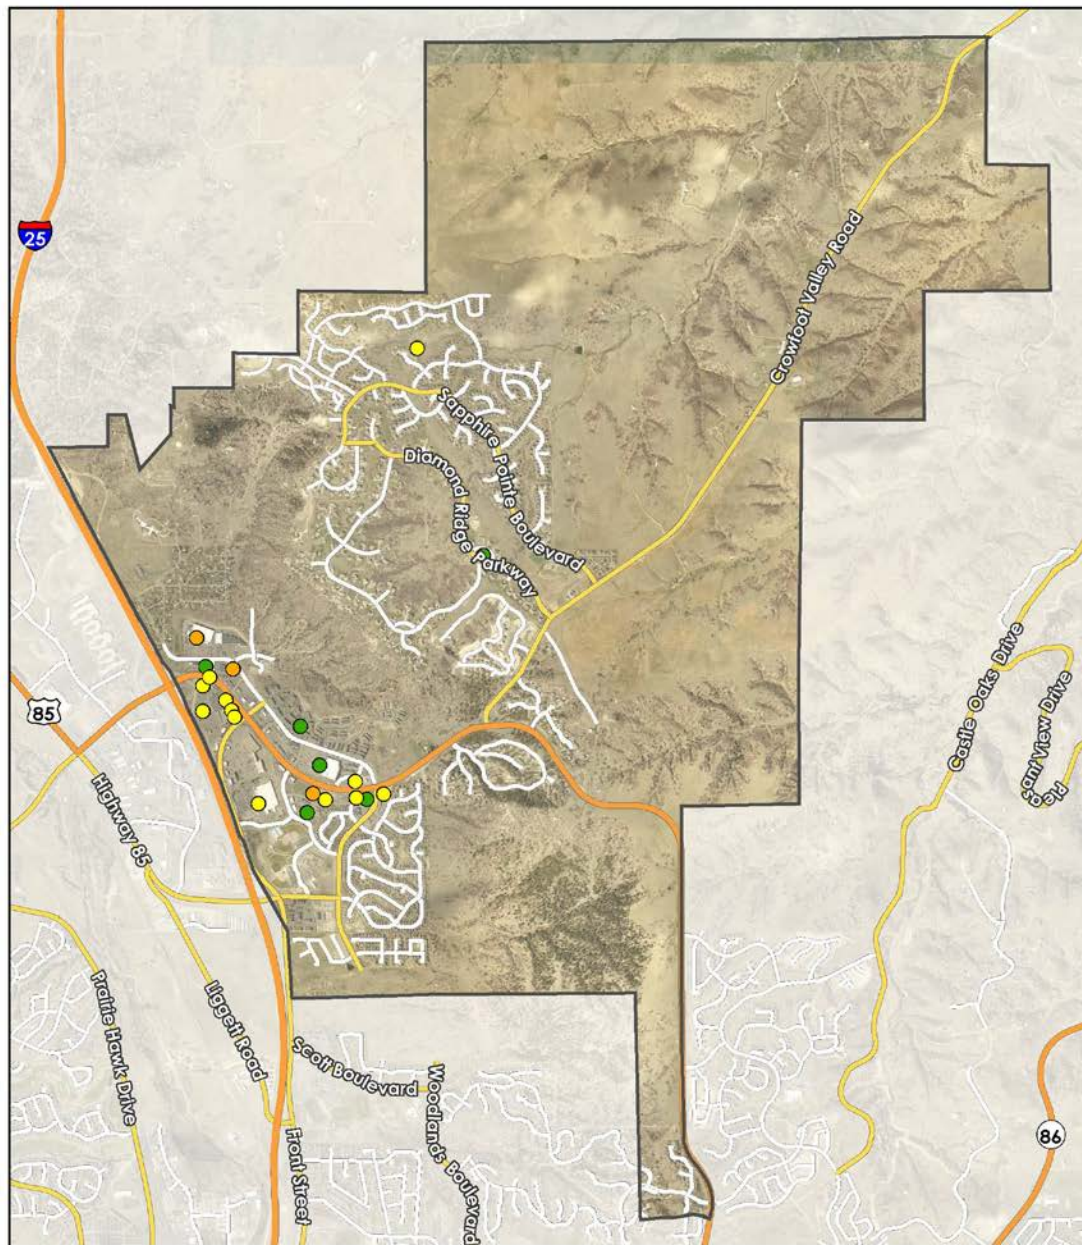 25
Crowfoot Valley Road
Sapphire Pointe Boulevard
Diamond Ridge Parkway
85
Castle Oaks Drive
Pleasant View Drive
Highway 85
Prairie Hawk Drive
Liggett Road
Scott Boulevard
Woodlands Boulevard
Front Street
86